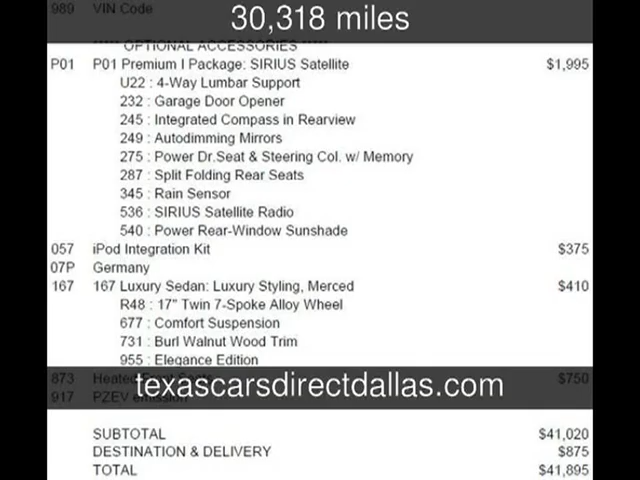 30,318 miles
989 VIN Code
***** OPTIONAL ACCESSORIES *****
P01 P01 Premium I Package: SIRIUS Satellite $1,995
U22 : 4-Way Lumbar Support
232 : Garage Door Opener
245 : Integrated Compass in Rearview
249 : Autodimming Mirrors
275 : Power Dr.Seat & Steering Col. w/ Memory
287 : Split Folding Rear Seats
345 : Rain Sensor
536 : SIRIUS Satellite Radio
540 : Power Rear-Window Sunshade
057 iPod Integration Kit $375
07P Germany
167 167 Luxury Sedan: Luxury Styling, Merced $410
R48 : 17" Twin 7-Spoke Alloy Wheel
677 : Comfort Suspension
731 : Burl Walnut Wood Trim
955 : Elegance Edition
873 Heated Front Seats $750
texascarsdirectdallas.com
917 PZEV emission
SUBTOTAL $41,020
DESTINATION & DELIVERY $875
TOTAL $41,895